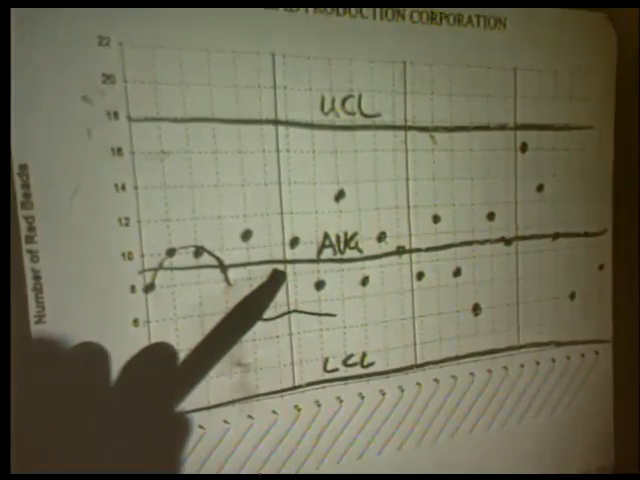 PRODUCTION CORPORATION
22
20
18
16
14
12
10
8
6
Number of Red Beads
UCL
AVG
LCL